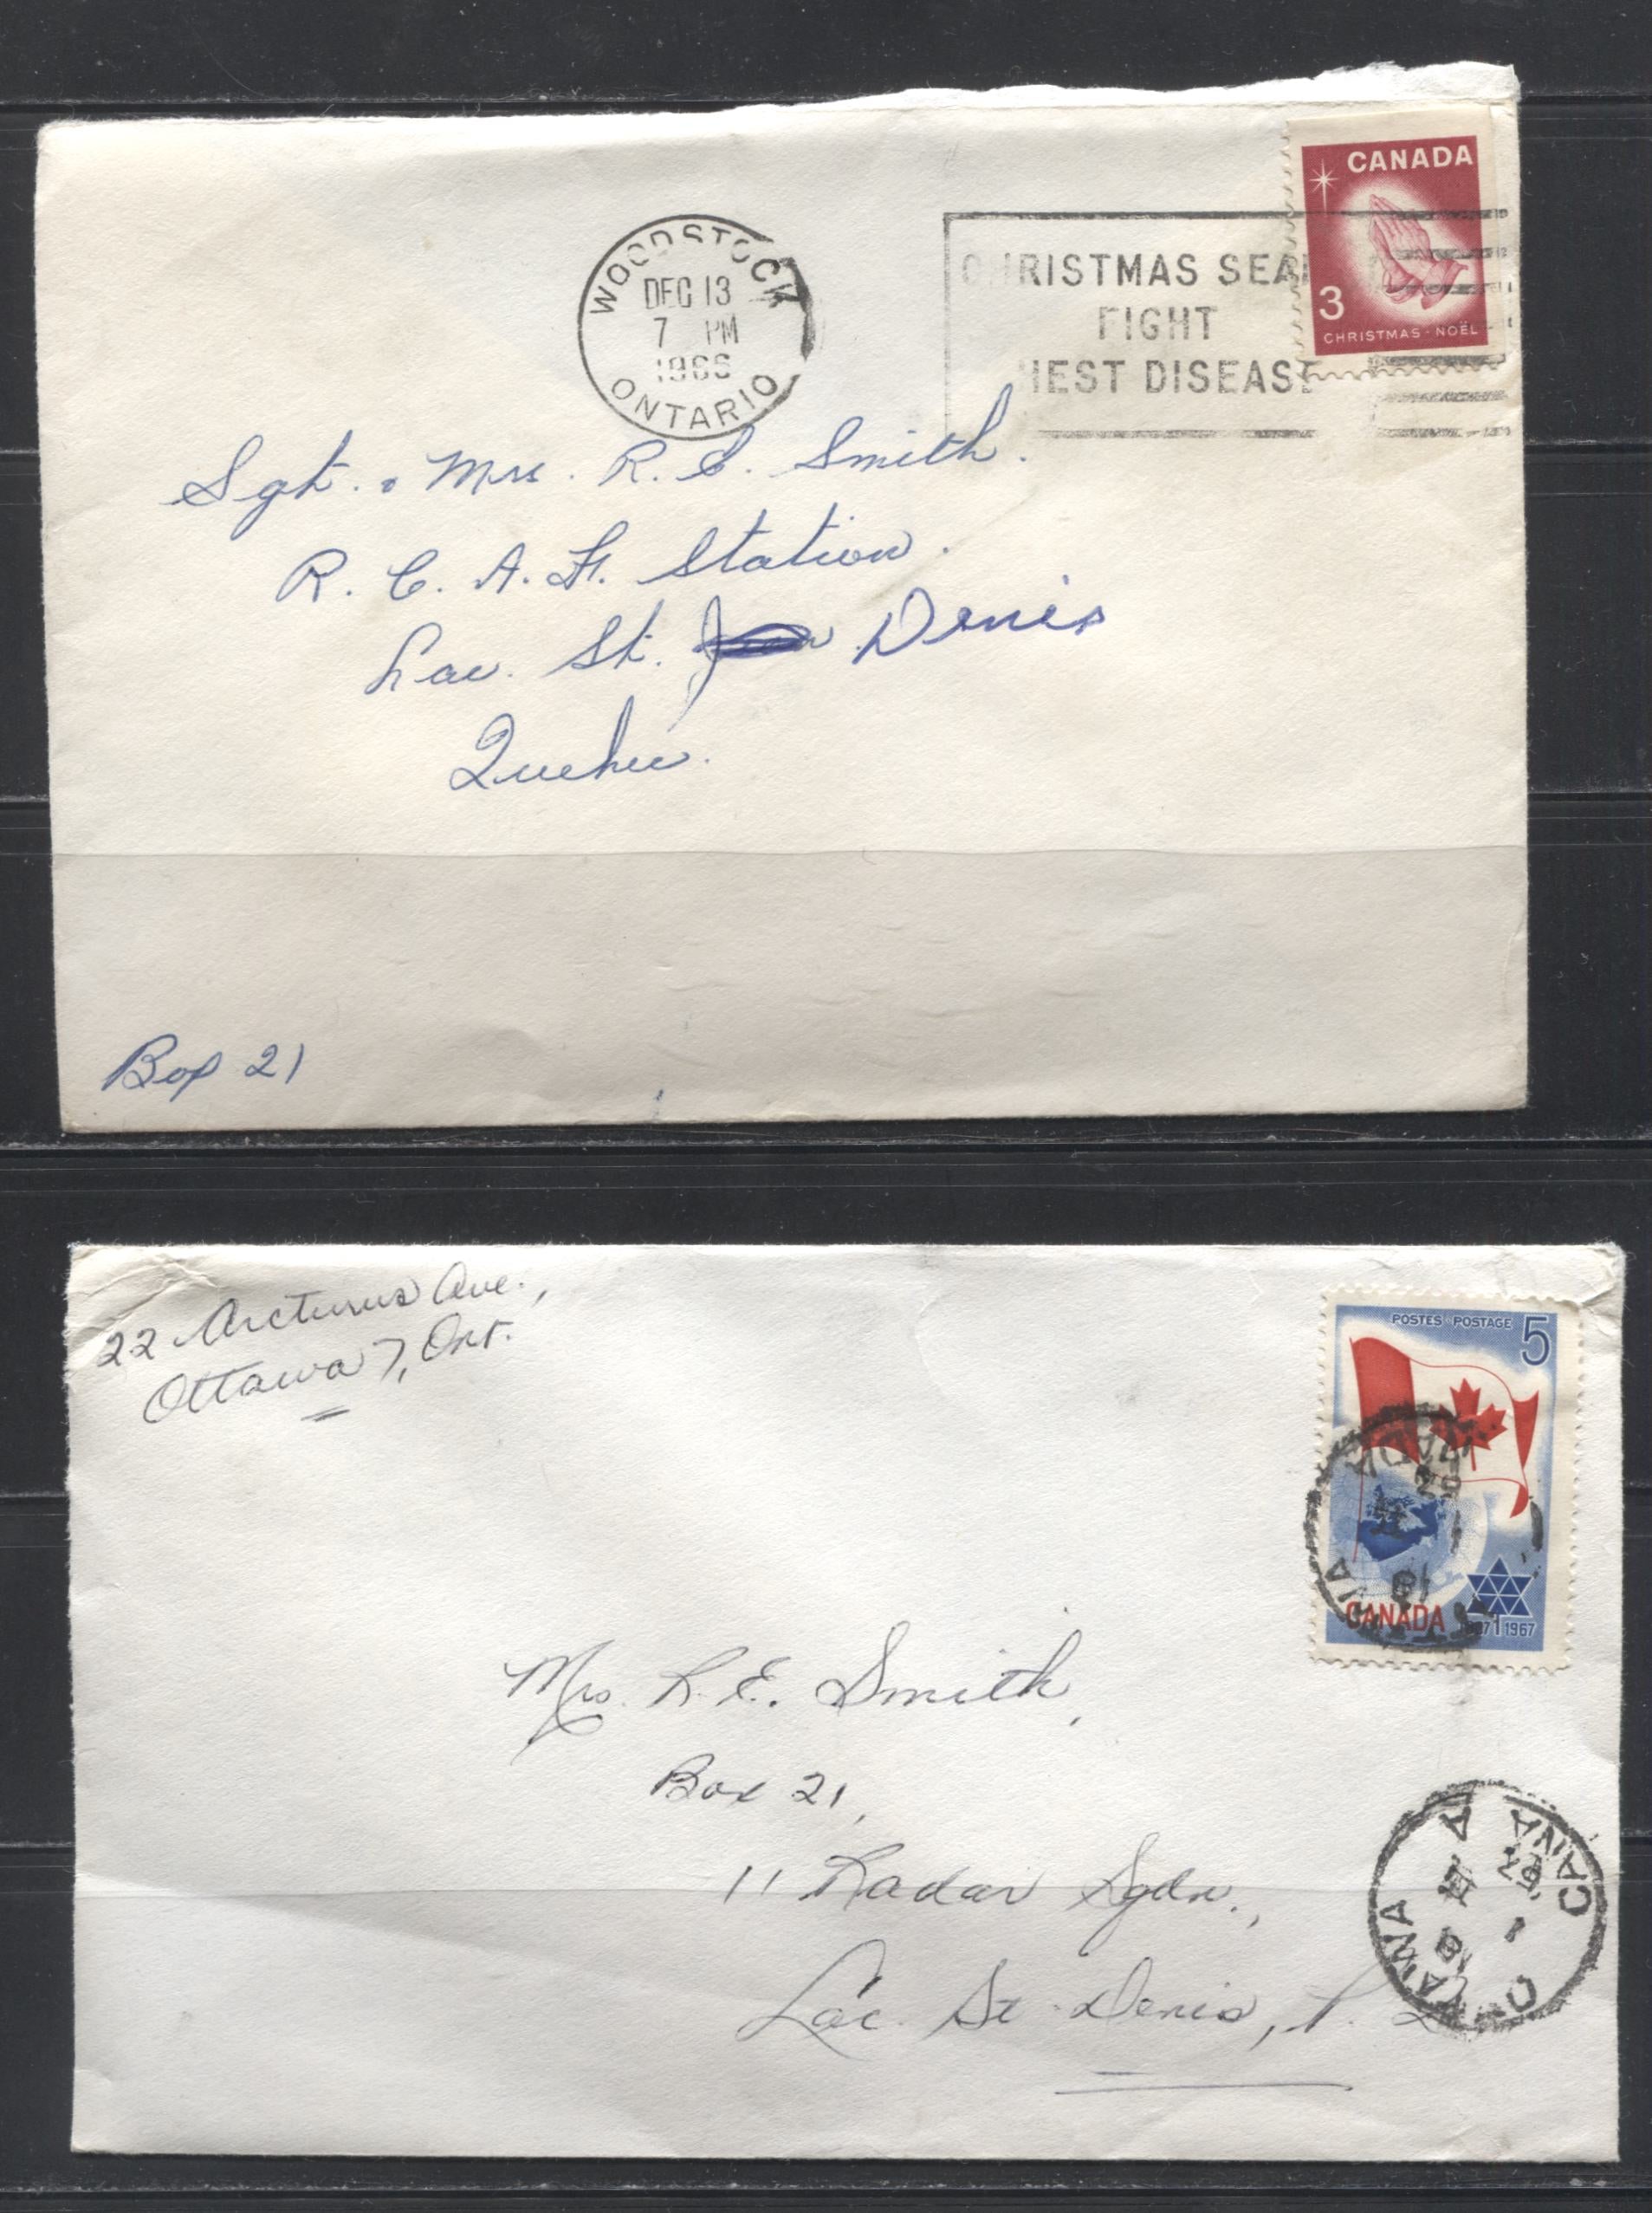 CANADA
3
CHRISTMAS · NOËL
WOODSTOCK
DEC 13
7 PM
1966
ONTARIO
CHRISTMAS SEA
FIGHT
HEST DISEASE
Sgt. & Mrs. R. E. Smith.
R. C. A. F. Station.
Lac. St. Denis
Quebec.
Box 21
22 Arcturus Ave.,
Ottawa 7, Ont.
POSTES POSTAGE 5
CANADA
1867 1967
Mrs. R. E. Smith,
Box 21,
11 Radar Sqdn.,
Lac St Denis, P.
CANA